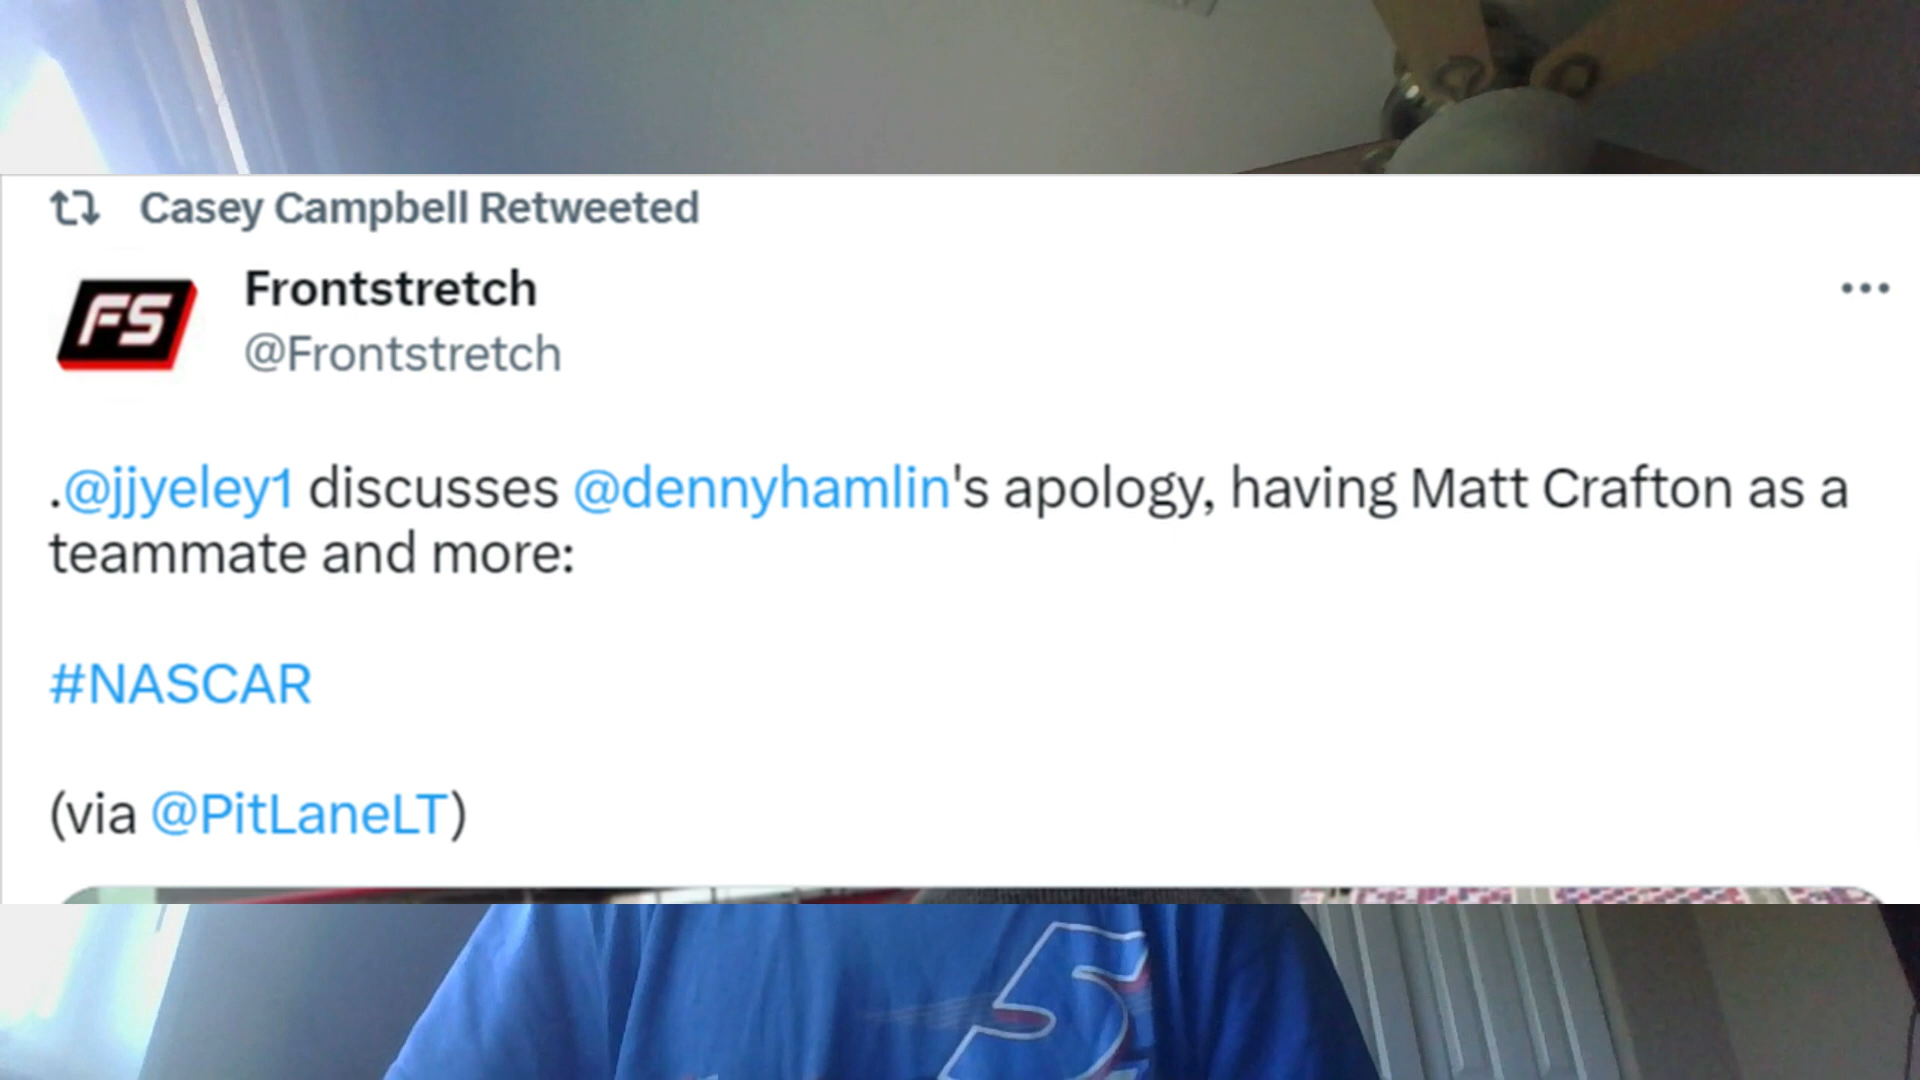 Casey Campbell Retweeted
FS
Frontstretch
@Frontstretch
.@jjyeley1 discusses @dennyhamlin's apology, having Matt Crafton as a
teammate and more:
#NASCAR
(via @PitLaneLT)
5